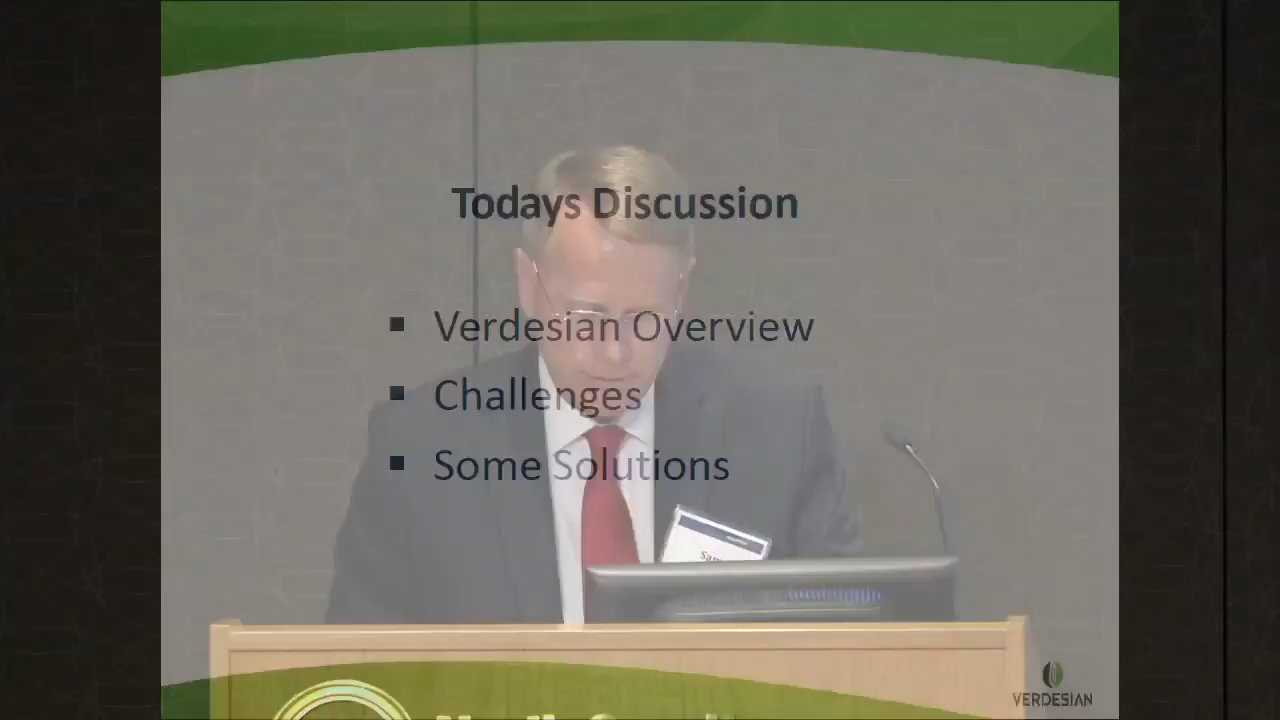 Todays Discussion
▪ Verdesian Overview
▪ Challenges
▪ Some Solutions
VERDESIAN